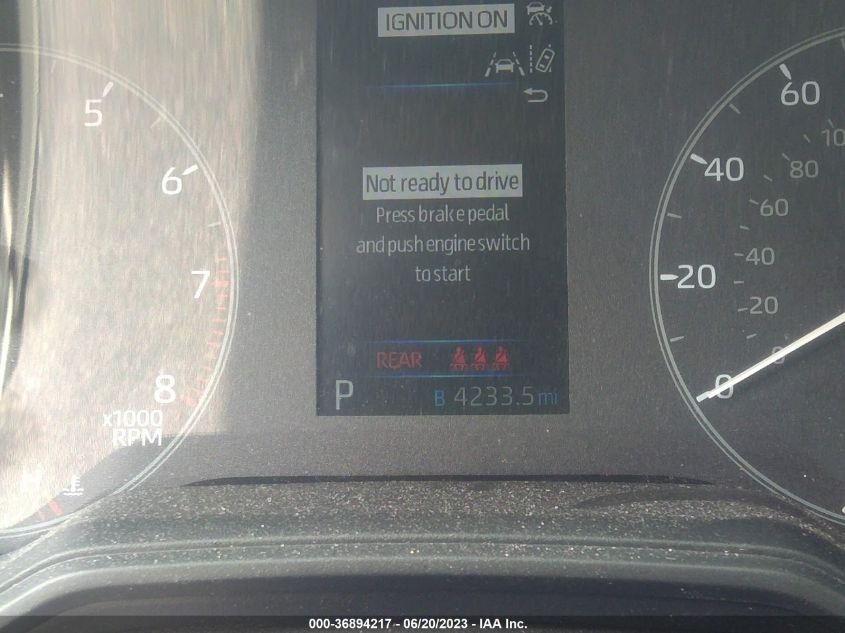 IGNITION ON
5
6
7
8
x1000
RPM
H
Not ready to drive
Press brake pedal
and push engine switch
to start
REAR
P
B 4233.5 mi
60
40
20
0
10
80
60
40
20
0
000-36894217 - 06/20/2023 - IAA Inc.